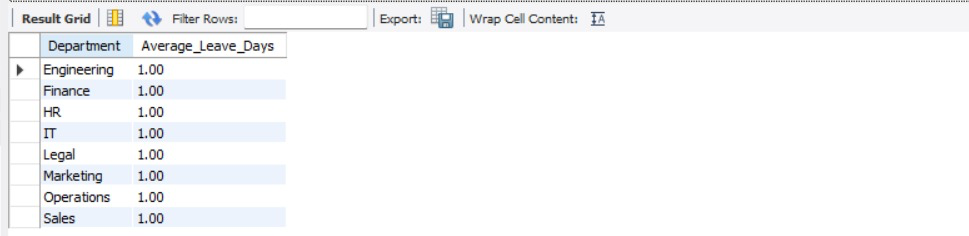 Result Grid Filter Rows: Export: Wrap Cell Content: IA
Department Average_Leave_Days
Engineering 1.00
Finance 1.00
HR 1.00
IT 1.00
Legal 1.00
Marketing 1.00
Operations 1.00
Sales 1.00